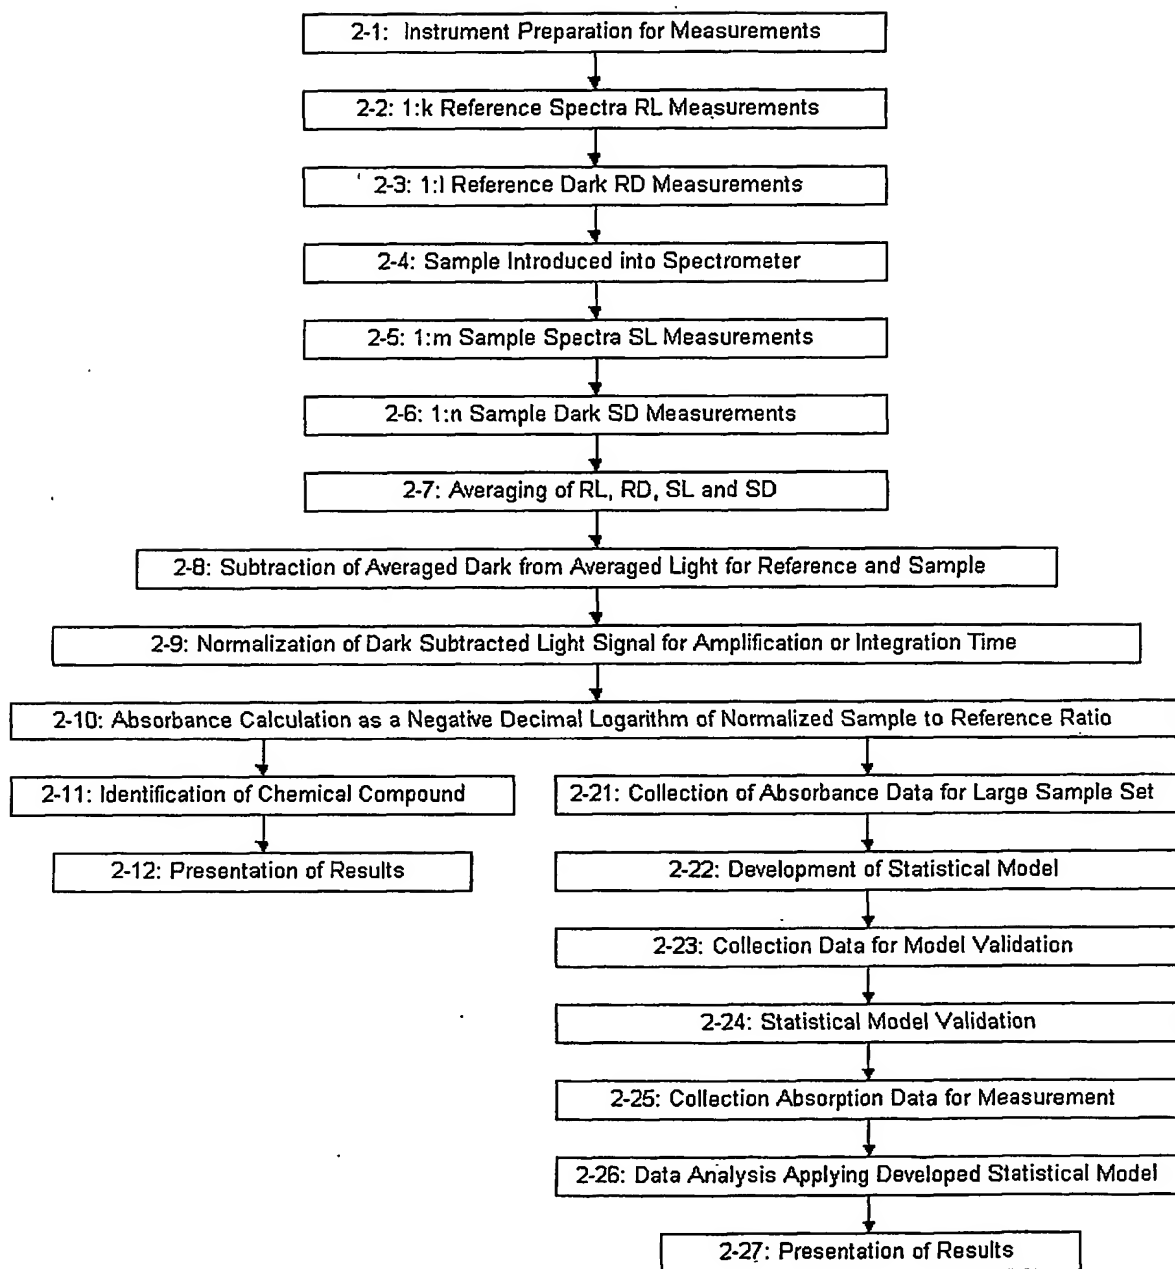 2-1: Instrument Preparation for Measurements
2-2: 1:k Reference Spectra RL Measurements
2-3: 1:l Reference Dark RD Measurements
2-4: Sample Introduced into Spectrometer
2-5: 1:m Sample Spectra SL Measurements
2-6: 1:n Sample Dark SD Measurements
2-7: Averaging of RL, RD, SL and SD
2-8: Subtraction of Averaged Dark from Averaged Light for Reference and Sample
2-9: Normalization of Dark Subtracted Light Signal for Amplification or Integration Time
2-10: Absorbance Calculation as a Negative Decimal Logarithm of Normalized Sample to Reference Ratio
2-11: Identification of Chemical Compound
2-12: Presentation of Results
2-21: Collection of Absorbance Data for Large Sample Set
2-22: Development of Statistical Model
2-23: Collection Data for Model Validation
2-24: Statistical Model Validation
2-25: Collection Absorption Data for Measurement
2-26: Data Analysis Applying Developed Statistical Model
2-27: Presentation of Results